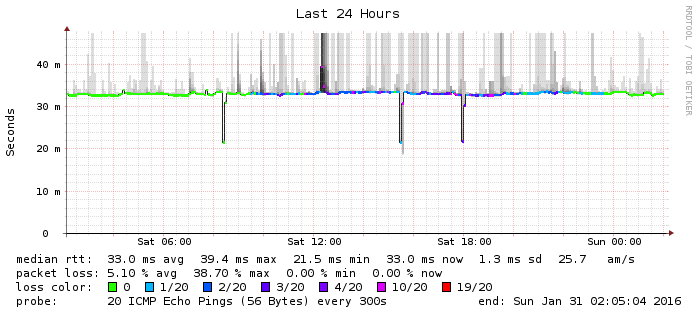 Last 24 Hours
RRDTOOL / TOBI OETIKER
Seconds
40 m
30 m
20 m
10 m
0
Sat 06:00 Sat 12:00 Sat 18:00 Sun 00:00
median rtt: 33.0 ms avg 39.4 ms max 21.5 ms min 33.0 ms now 1.3 ms sd 25.7 am/s
packet loss: 5.10 % avg 38.70 % max 0.00 % min 0.00 % now
loss color: 0 1/20 2/20 3/20 4/20 10/20 19/20
probe: 20 ICMP Echo Pings (56 Bytes) every 300s end: Sun Jan 31 02:05:04 2016